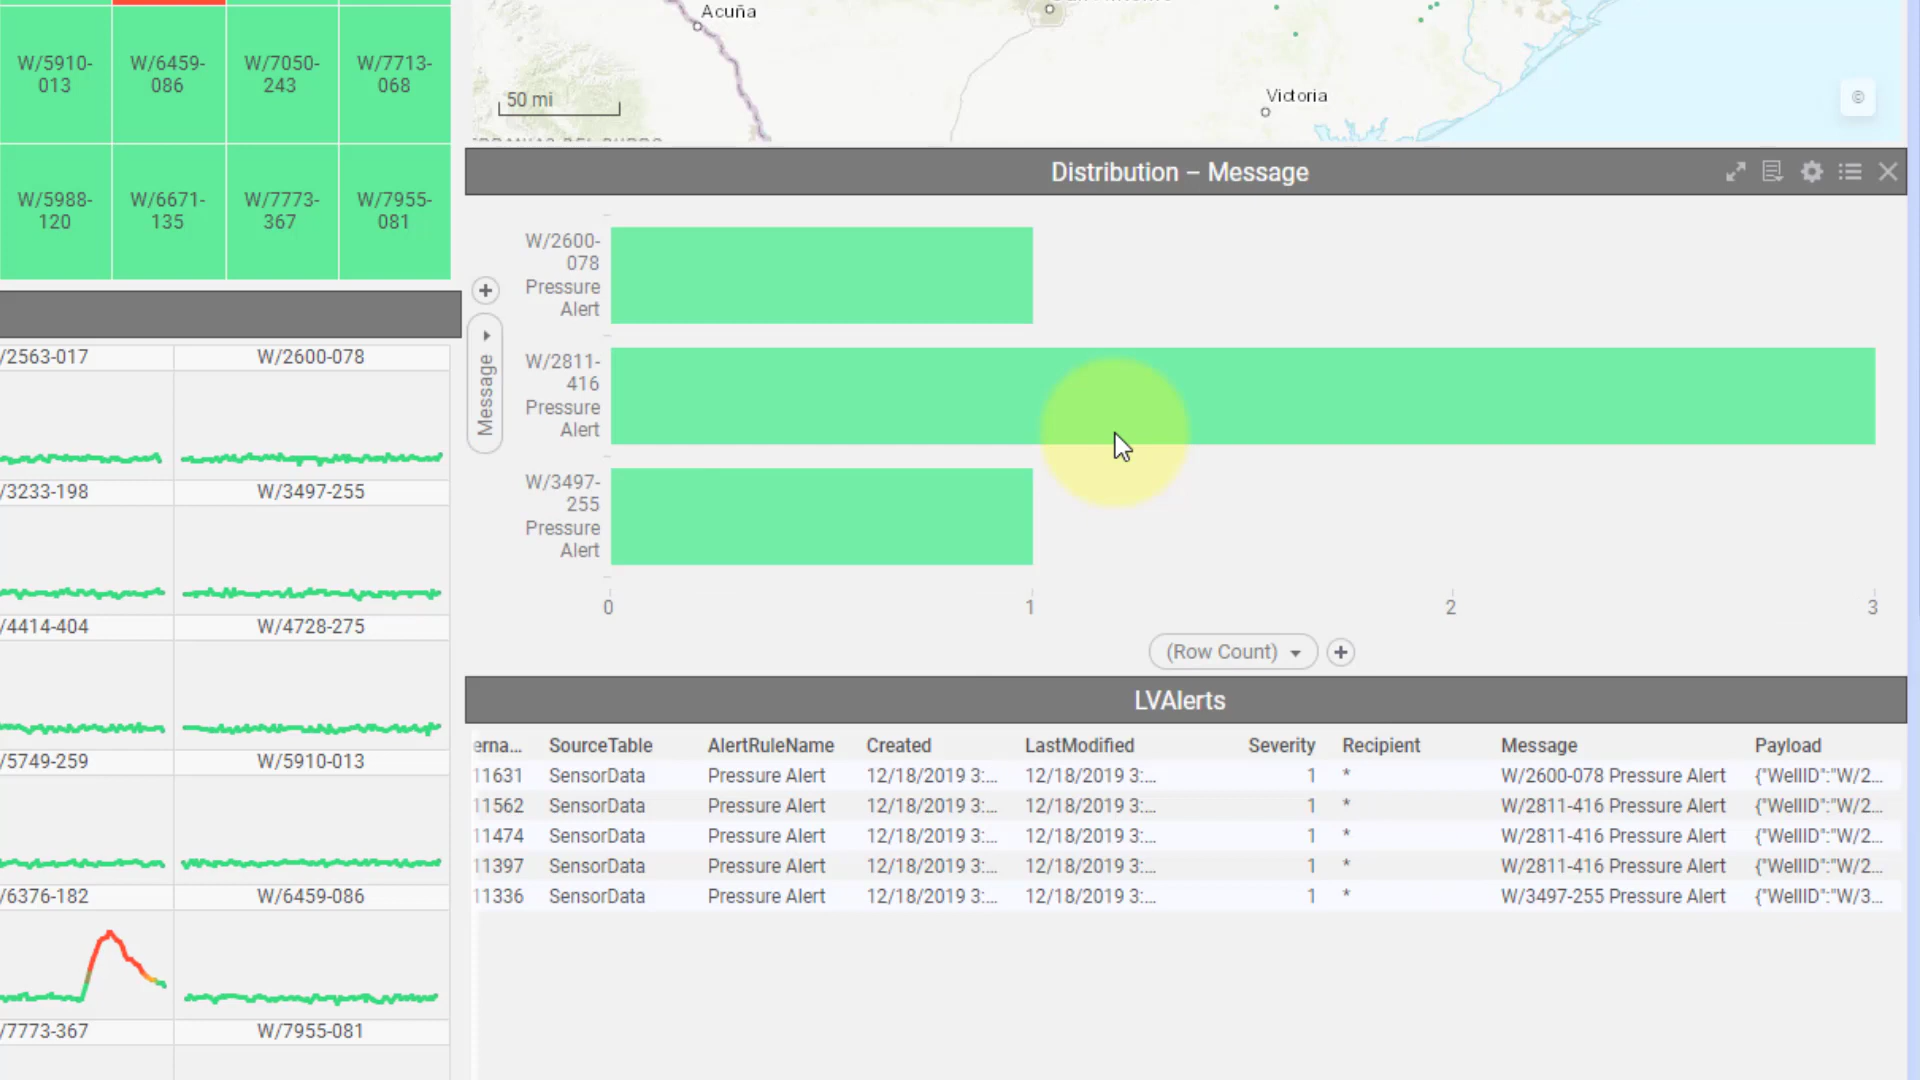 Acuña
50 mi
Victoria
©
W/5910-
013
W/6459-
086
W/7050-
243
W/7713-
068
W/5988-
120
W/6671-
135
W/7773-
367
W/7955-
081
Distribution – Message
W/2600-
078
Pressure
Alert
W/2811-
416
Pressure
Alert
W/3497-
255
Pressure
Alert
Message
0 1 2 3
(Row Count)
/2563-017 W/2600-078
/3233-198 W/3497-255
/4414-404 W/4728-275
/5749-259 W/5910-013
/6376-182 W/6459-086
/7773-367 W/7955-081
LVAlerts
erna... SourceTable AlertRuleName Created LastModified Severity Recipient Message Payload
11631 SensorData Pressure Alert 12/18/2019 3:... 12/18/2019 3:... 1 * W/2600-078 Pressure Alert {"WellID":"W/2...
11562 SensorData Pressure Alert 12/18/2019 3:... 12/18/2019 3:... 1 * W/2811-416 Pressure Alert {"WellID":"W/2...
11474 SensorData Pressure Alert 12/18/2019 3:... 12/18/2019 3:... 1 * W/2811-416 Pressure Alert {"WellID":"W/2...
11397 SensorData Pressure Alert 12/18/2019 3:... 12/18/2019 3:... 1 * W/2811-416 Pressure Alert {"WellID":"W/2...
11336 SensorData Pressure Alert 12/18/2019 3:... 12/18/2019 3:... 1 * W/3497-255 Pressure Alert {"WellID":"W/3...